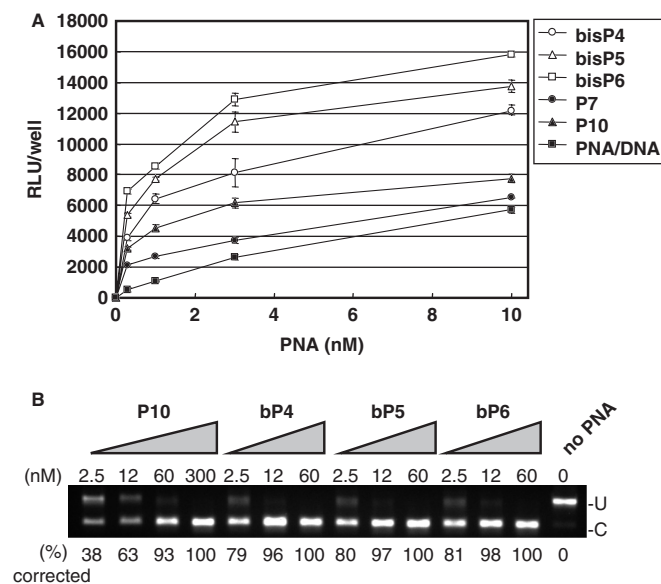 A
18000
16000
14000
12000
10000
8000
6000
4000
2000
0
RLU/well
0 2 4 6 8 10
PNA (nM)
bisP4
bisP5
bisP6
P7
P10
PNA/DNA
B
P10 bP4 bP5 bP6 no PNA
(nM) 2.5 12 60 300 2.5 12 60 2.5 12 60 2.5 12 60 0
-U
-C
(%) 38 63 93 100 79 96 100 80 97 100 81 98 100 0
corrected